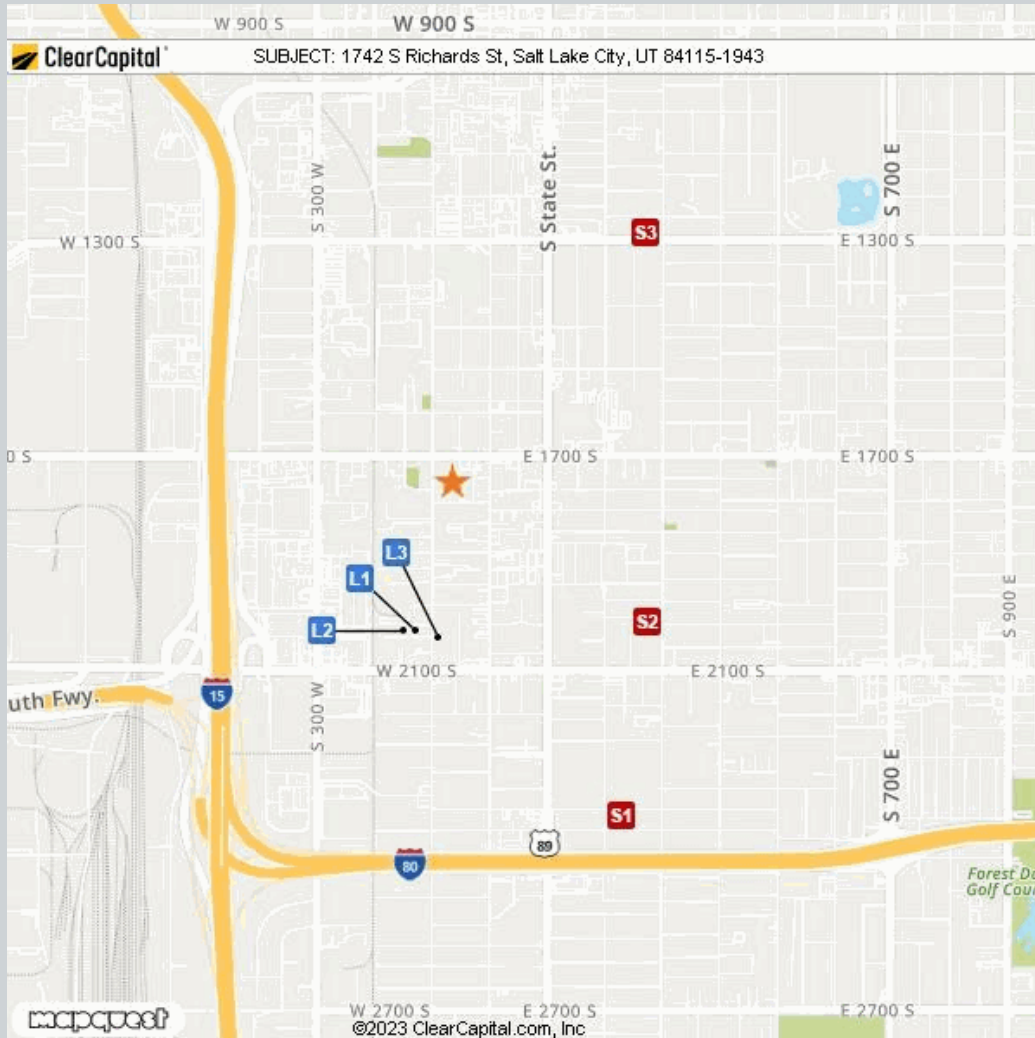 W 900 S
W 900 S
ClearCapital
SUBJECT: 1742 S Richards St, Salt Lake City, UT 84115-1943
S 300 W
S State St.
S 700 E
S3
W 1300 S
E 1300 S
0 S
E 1700 S
E 1700 S
L3
L1
L2
S2
S 900 E
W 2100 S
E 2100 S
uth Fwy.
15
S 300 W
S 700 E
S1
89
80
Forest Da
Golf Cour
W 2700 S
E 2700 S
E 2700 S
mapquest
©2023 ClearCapital.com, Inc